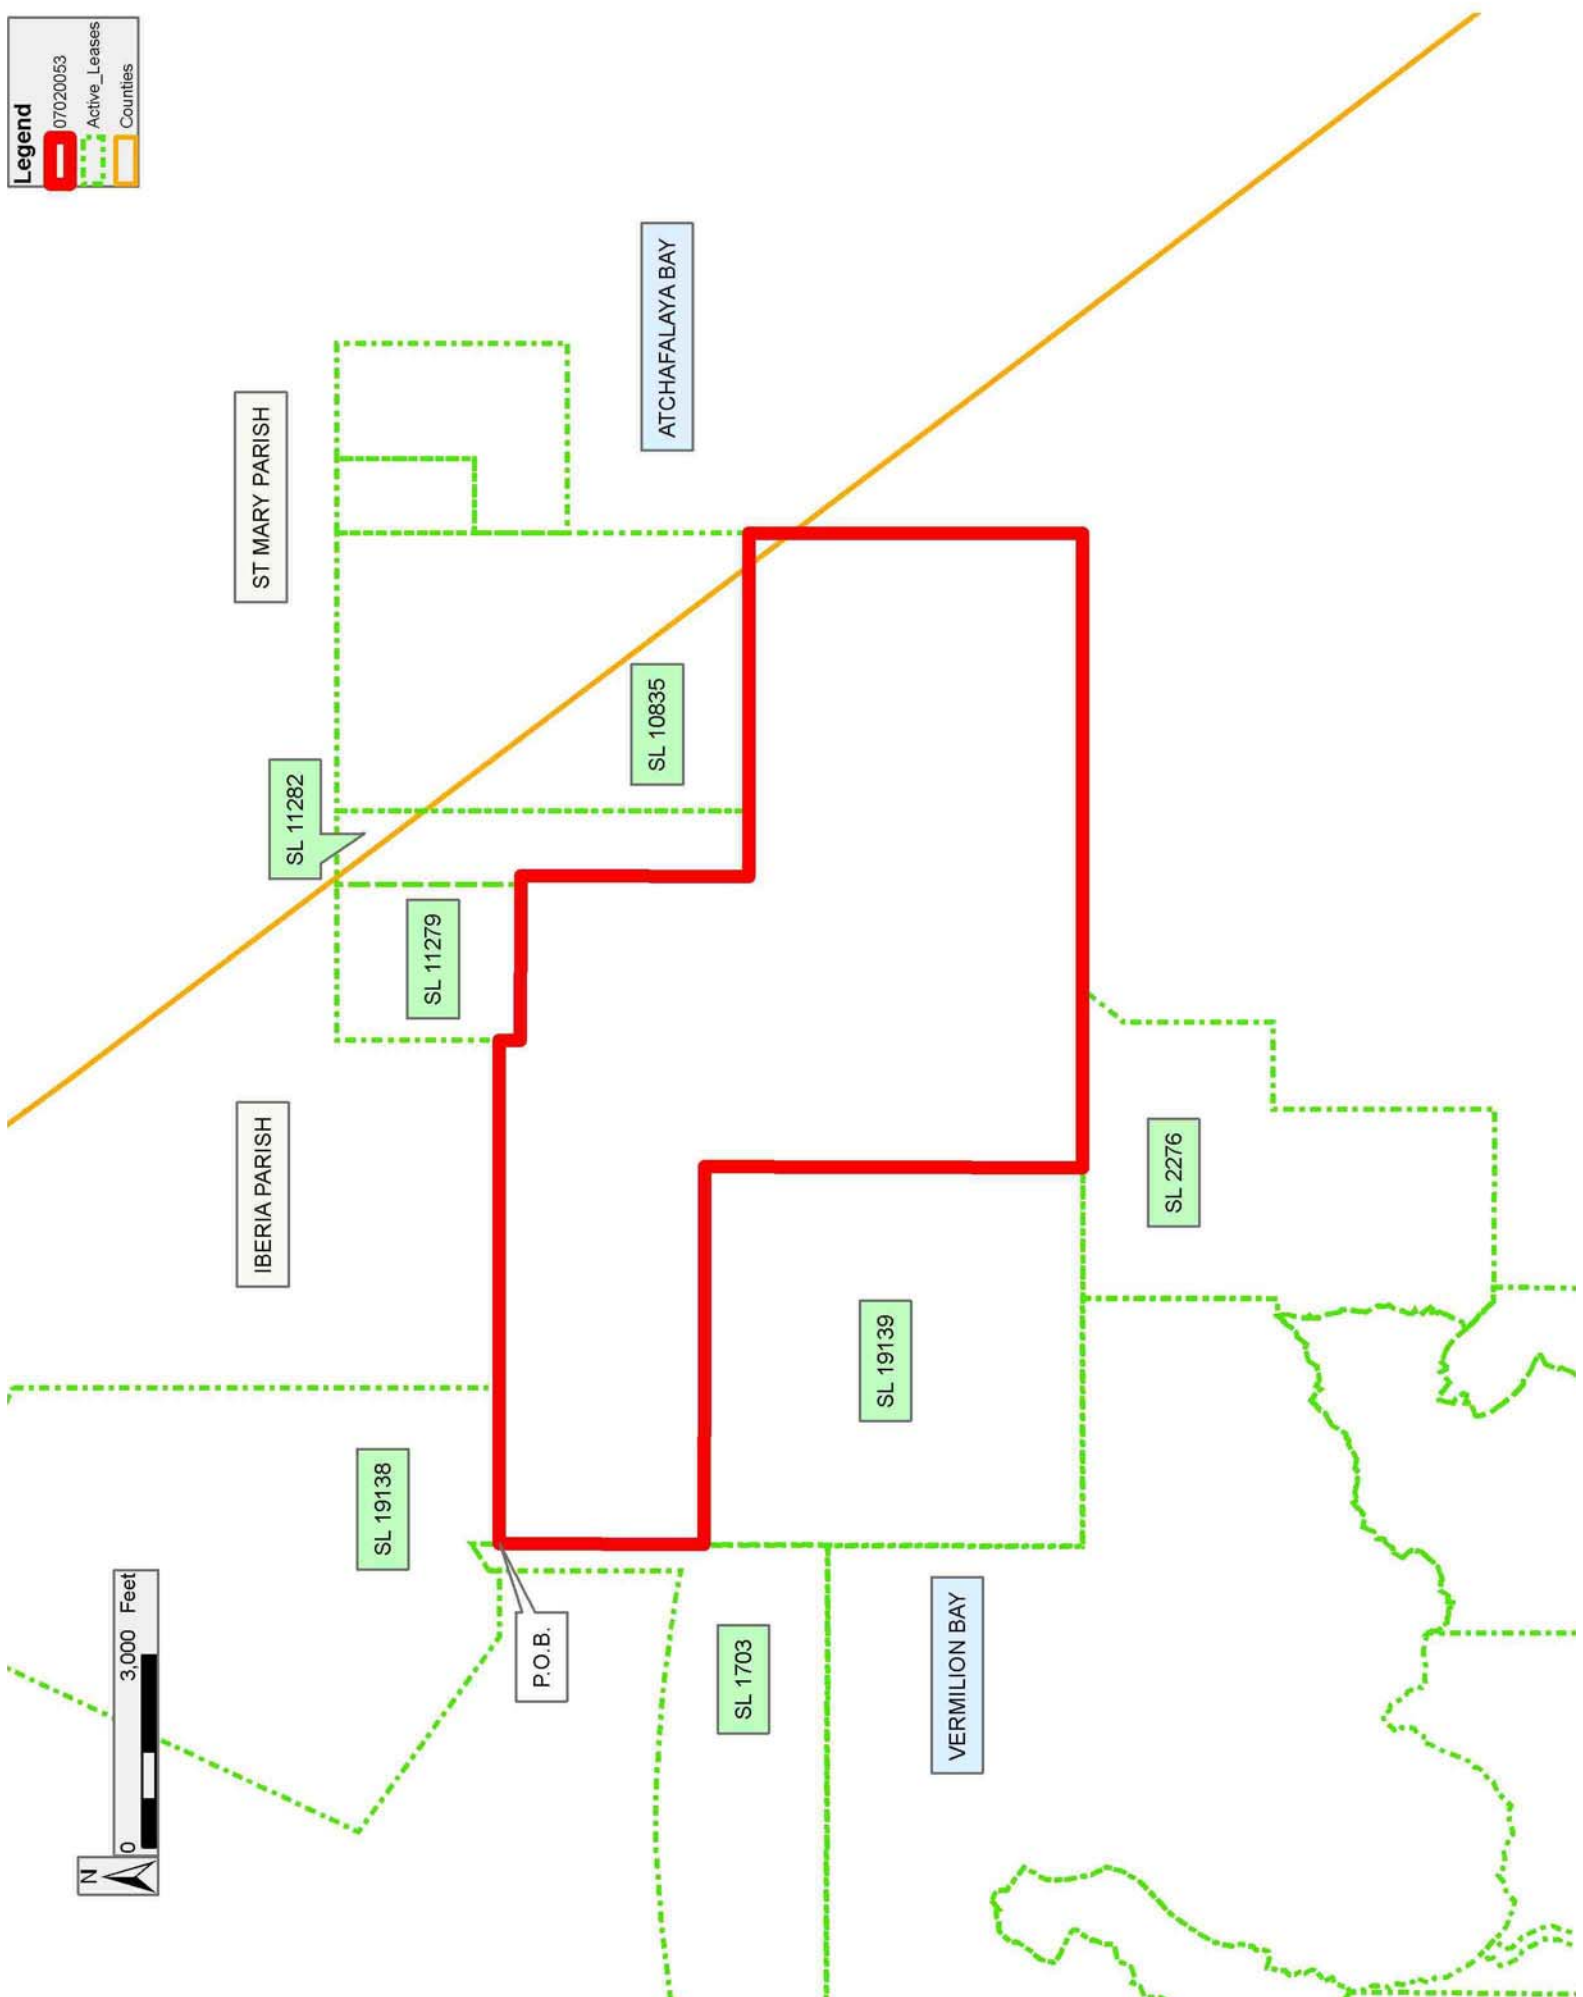 Legend
07020053
Active_Leases
Counties
N
0
3,000
Feet
ST MARY PARISH
SL 11282
IBERIA PARISH
SL 11279
SL 19138
ATCHAFALAYA BAY
SL 10835
P.O.B.
SL 1703
SL 19139
VERMILION BAY
SL 2276